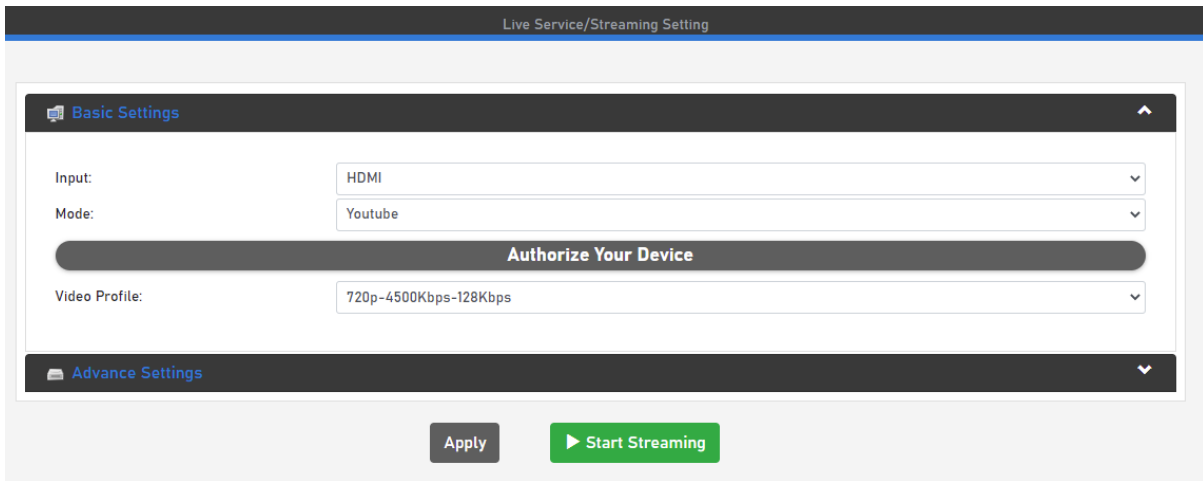 Live Service/Streaming Setting
Basic Settings
Input: HDMI
Mode: Youtube
Authorize Your Device
Video Profile: 720p-4500Kbps-128Kbps
Advance Settings
Apply Start Streaming